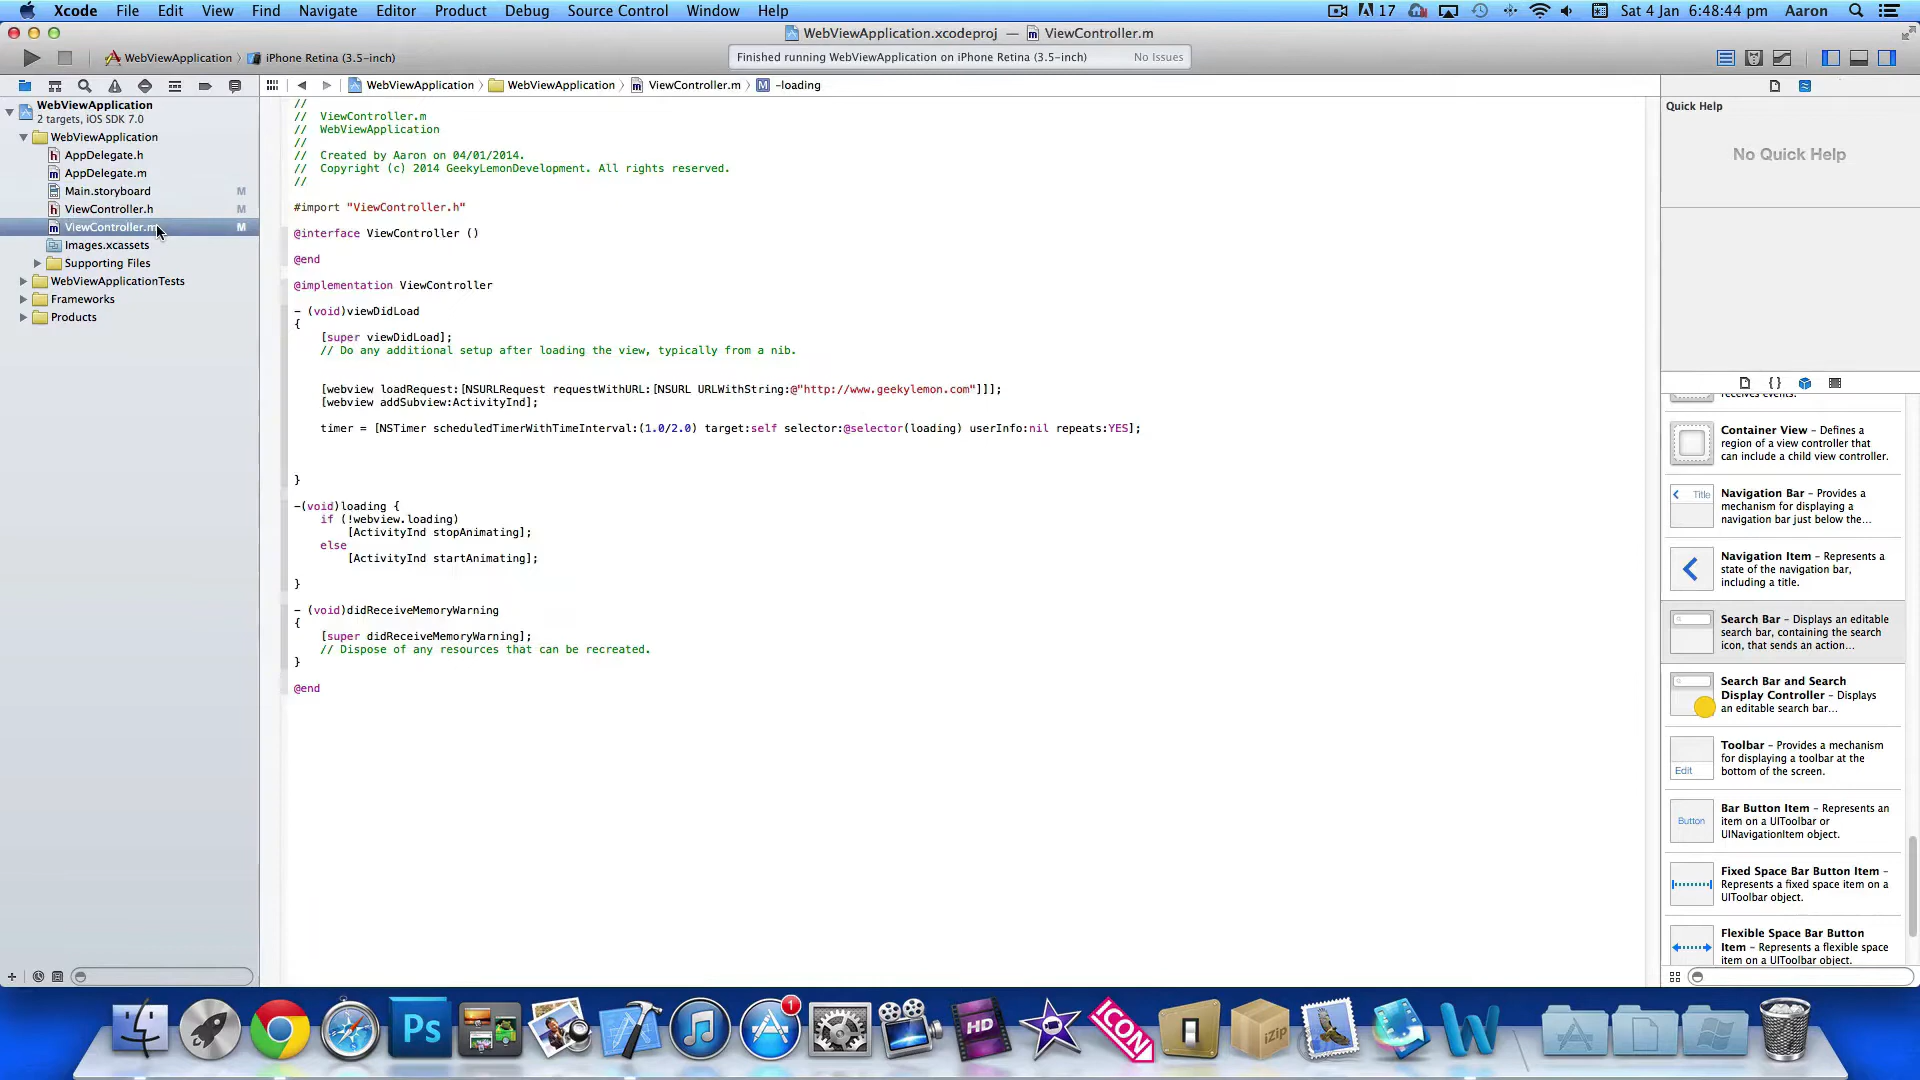 Xcode File Edit View Find Navigate Editor Product Debug Source Control Window Help
17 Sat 4 Jan 6:48:44 pm Aaron
WebViewApplication.xcodeproj — ViewController.m
WebViewApplication iPhone Retina (3.5-inch)
Finished running WebViewApplication on iPhone Retina (3.5-inch) No Issues
WebViewApplication WebViewApplication ViewController.m -loading
WebViewApplication
2 targets, iOS SDK 7.0
WebViewApplication
AppDelegate.h
AppDelegate.m
Main.storyboard M
ViewController.h M
ViewController.m M
Images.xcassets
Supporting Files
WebViewApplicationTests
Frameworks
Products
//
//  ViewController.m
//  WebViewApplication
//
//  Created by Aaron on 04/01/2014.
//  Copyright (c) 2014 GeekyLemonDevelopment. All rights reserved.
//
#import "ViewController.h"
@interface ViewController ()
@end
@implementation ViewController
- (void)viewDidLoad
{
[super viewDidLoad];
// Do any additional setup after loading the view, typically from a nib.
[webview loadRequest:[NSURLRequest requestWithURL:[NSURL URLWithString:@"http://www.geekylemon.com"]]];
[webview addSubview:ActivityInd];
timer = [NSTimer scheduledTimerWithTimeInterval:(1.0/2.0) target:self selector:@selector(loading) userInfo:nil repeats:YES];
}
-(void)loading {
if (!webview.loading)
[ActivityInd stopAnimating];
else
[ActivityInd startAnimating];
}
- (void)didReceiveMemoryWarning
{
[super didReceiveMemoryWarning];
// Dispose of any resources that can be recreated.
}
@end
Quick Help
No Quick Help
receives events.
Container View - Defines a
region of a view controller that
can include a child view controller.
Title
Navigation Bar - Provides a
mechanism for displaying a
navigation bar just below the...
Navigation Item - Represents a
state of the navigation bar,
including a title.
Search Bar - Displays an editable
search bar, containing the search
icon, that sends an action...
Search Bar and Search
Display Controller - Displays
an editable search bar...
Edit
Toolbar - Provides a mechanism
for displaying a toolbar at the
bottom of the screen.
Button
Bar Button Item - Represents an
item on a UIToolbar or
UINavigationItem object.
Fixed Space Bar Button Item -
Represents a fixed space item on a
UIToolbar object.
Flexible Space Bar Button
Item - Represents a flexible space
item on a UIToolbar object.
Ps
1
HD
ICON
iZip
W